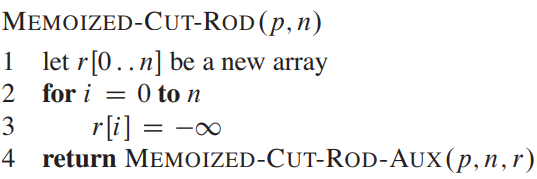 MEMOIZED-CUT-ROD(p, n)
1 let r[0..n] be a new array
2 for i = 0 to n
3 r[i] = −∞
4 return MEMOIZED-CUT-ROD-AUX(p, n, r)